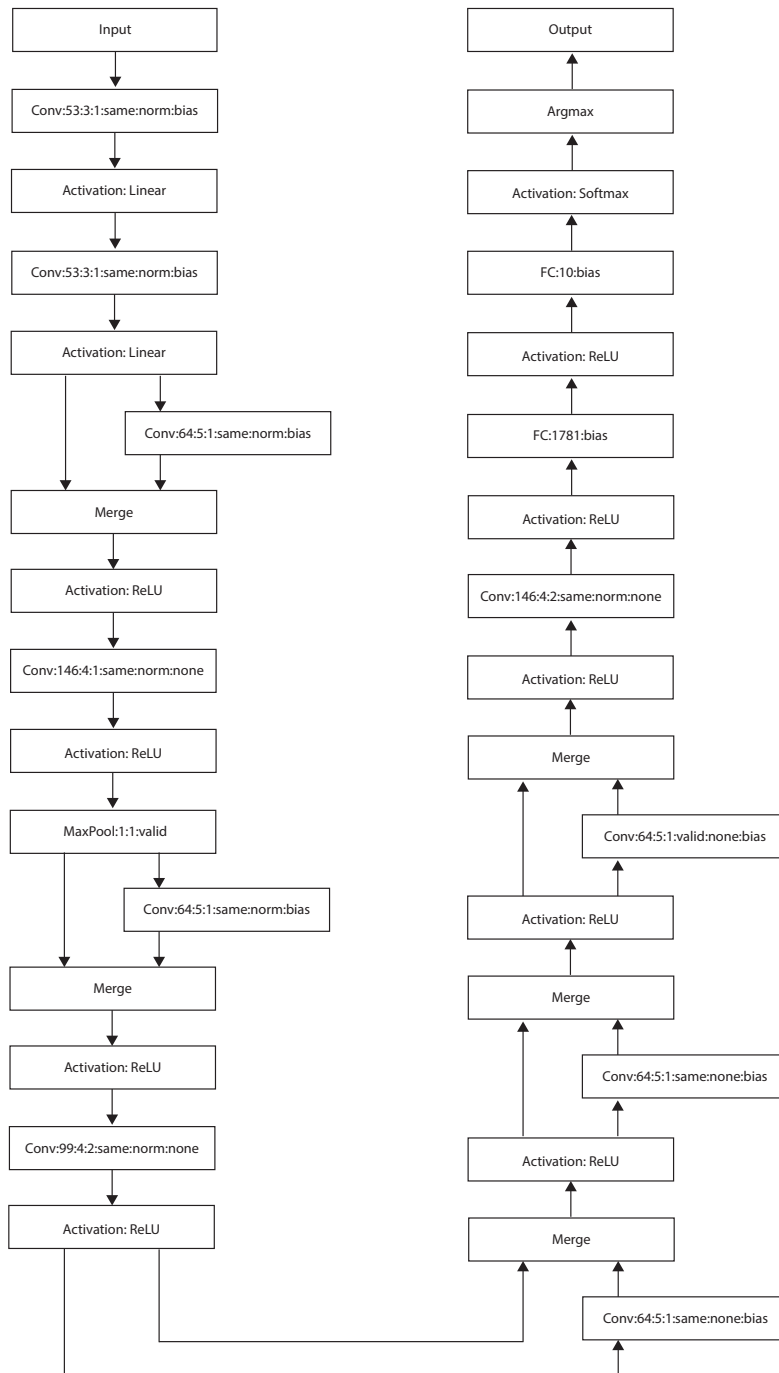 Input
Conv:53:3:1:same:norm:bias
Activation: Linear
Conv:53:3:1:same:norm:bias
Activation: Linear
Conv:64:5:1:same:norm:bias
Merge
Activation: ReLU
Conv:146:4:1:same:norm:none
Activation: ReLU
MaxPool:1:1:valid
Conv:64:5:1:same:norm:bias
Merge
Activation: ReLU
Conv:99:4:2:same:norm:none
Activation: ReLU
Output
Argmax
Activation: Softmax
FC:10:bias
Activation: ReLU
FC:1781:bias
Activation: ReLU
Conv:146:4:2:same:norm:none
Activation: ReLU
Merge
Conv:64:5:1:valid:none:bias
Activation: ReLU
Merge
Conv:64:5:1:same:none:bias
Activation: ReLU
Merge
Conv:64:5:1:same:none:bias